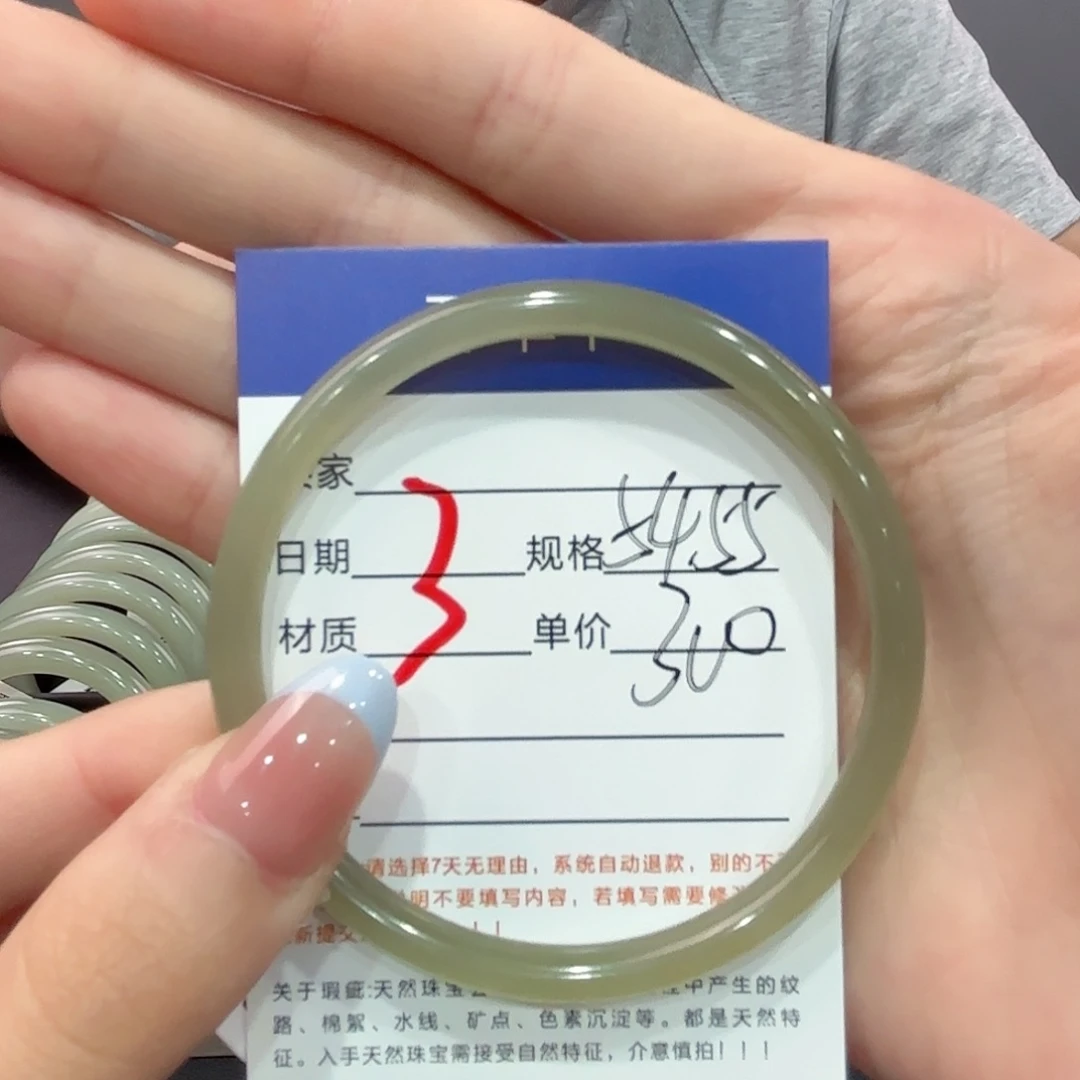 家
日期 规格 54.55
3
材质 单价 340
请选择7天无理由，系统自动退款，别的不
明不要填写内容，若填写需要修
新提交 ！！
关于瑕疵:天然珠宝 中产生的纹
路、棉絮、水线、矿点、色素沉淀等。都是天然特
征。入手天然珠宝需接受自然特征，介意慎拍！！！